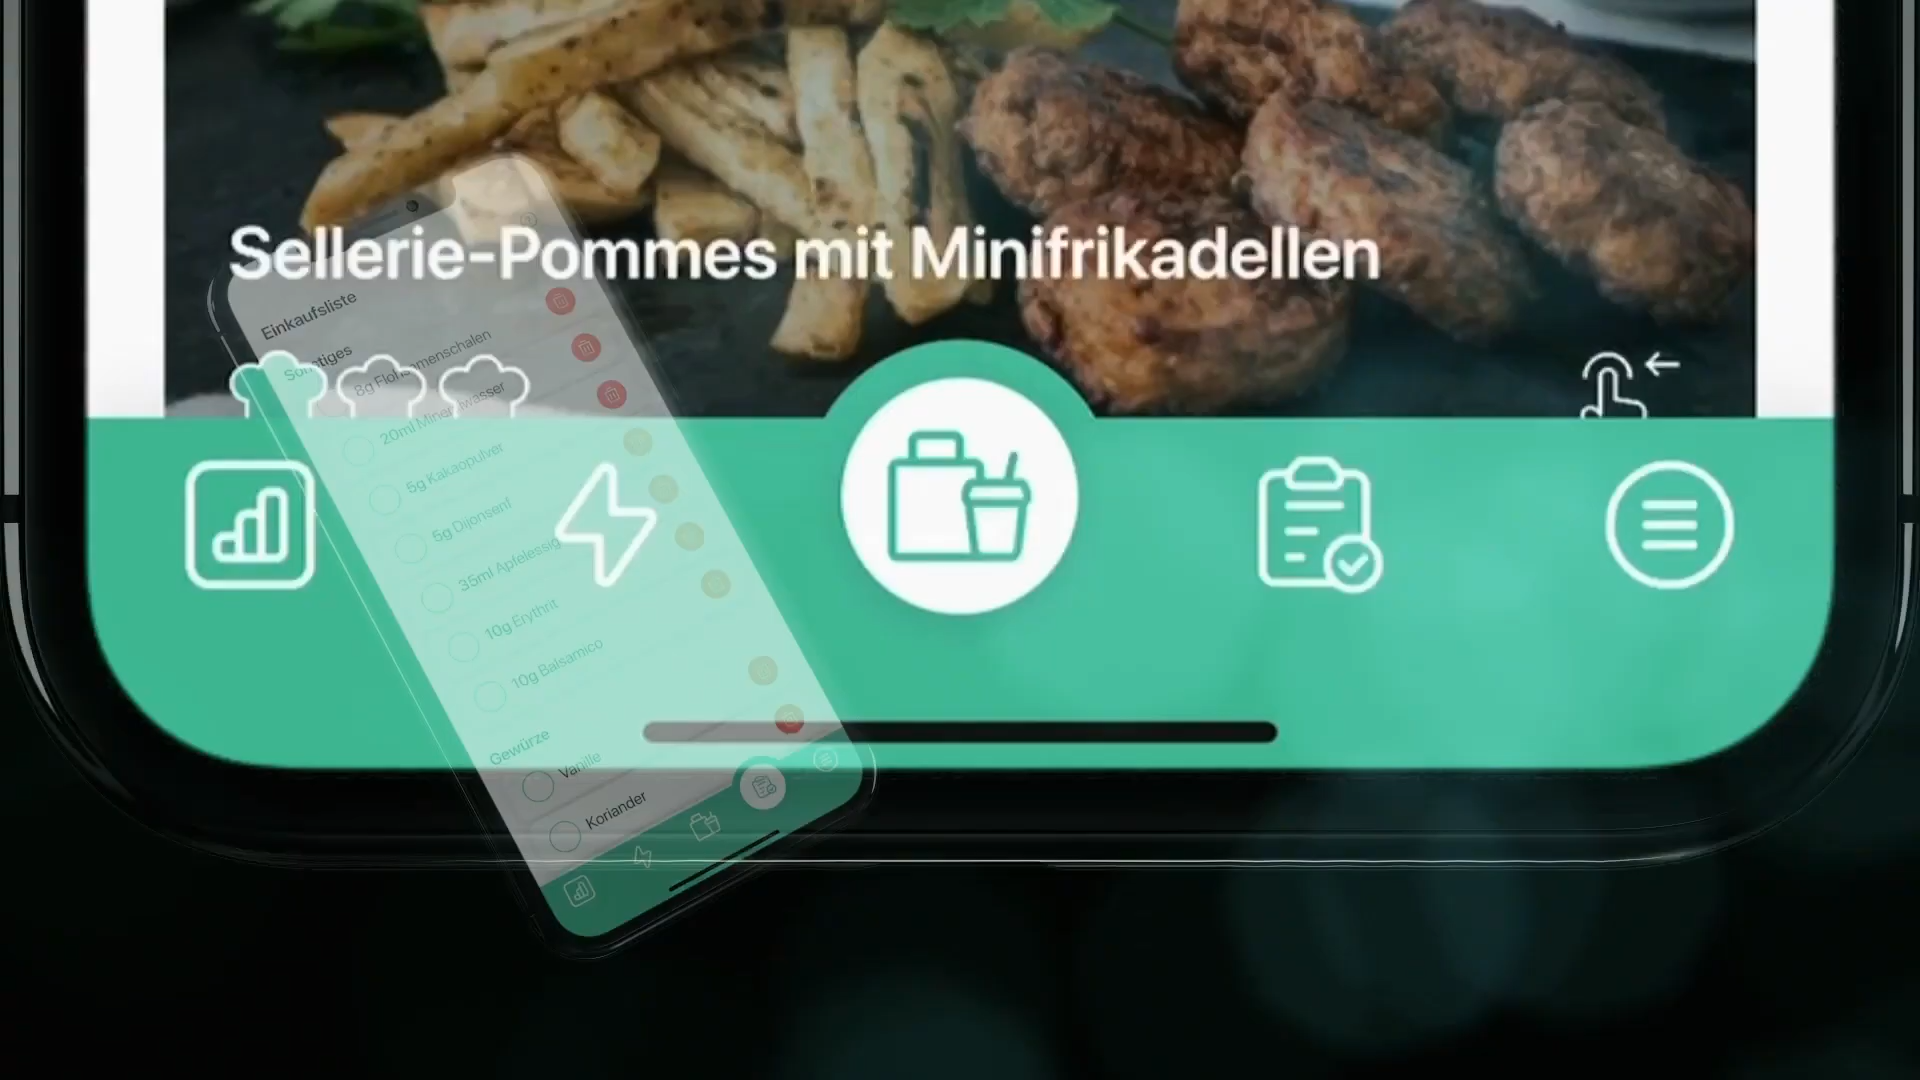 Sellerie-Pommes mit Minifrikadellen
Einkaufsliste
Sonstiges
8g Flohsamenschalen
20ml Mineralwasser
5g Kakaopulver
5g Dijonsenf
35ml Apfelessig
10g Erythrit
10g Balsamico
Gewürze
Vanille
Koriander